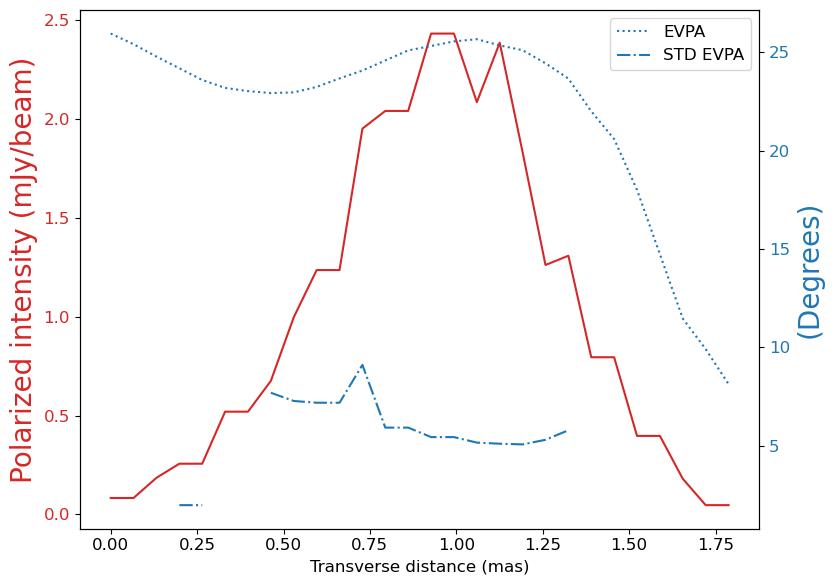 EVPA
STD EVPA
Polarized intensity (mJy/beam)
2.5
2.0
1.5
1.0
0.5
0.0
25
20
15
10
5
(Degrees)
0.00 0.25 0.50 0.75 1.00 1.25 1.50 1.75
Transverse distance (mas)